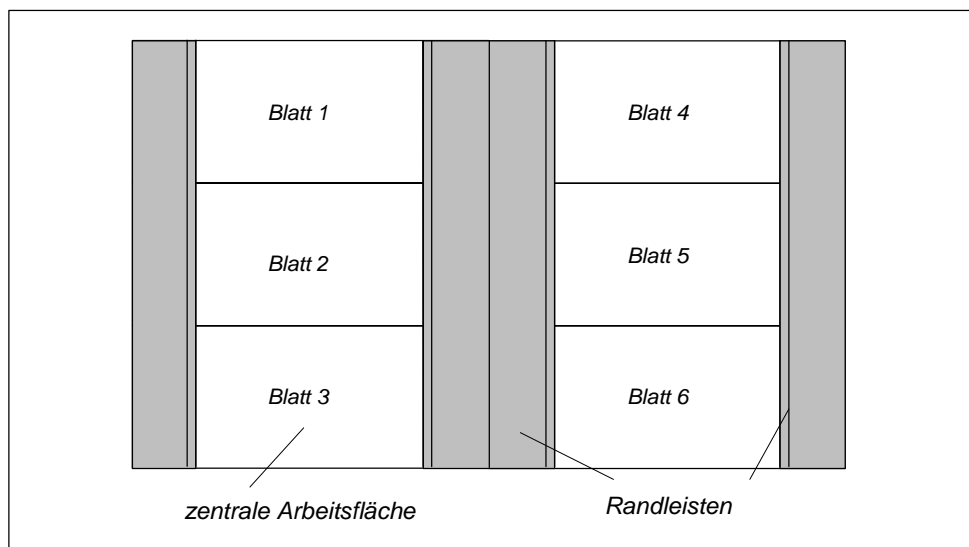 Blatt 1
Blatt 4
Blatt 2
Blatt 5
Blatt 3
Blatt 6
zentrale Arbeitsfläche
Randleisten